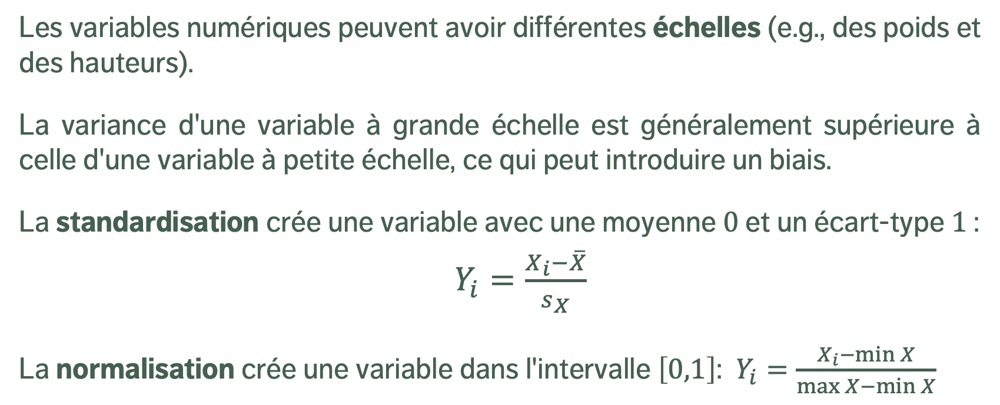 Les variables numériques peuvent avoir différentes échelles (e.g., des poids et
des hauteurs).
La variance d'une variable à grande échelle est généralement supérieure à
celle d'une variable à petite échelle, ce qui peut introduire un biais.
La standardisation crée une variable avec une moyenne 0 et un écart-type 1 :
Y_i = \frac{X_i - \bar{X}}{s_X}
La normalisation crée une variable dans l'intervalle [0,1]: Y_i = \frac{X_i - \min X}{\max X - \min X}